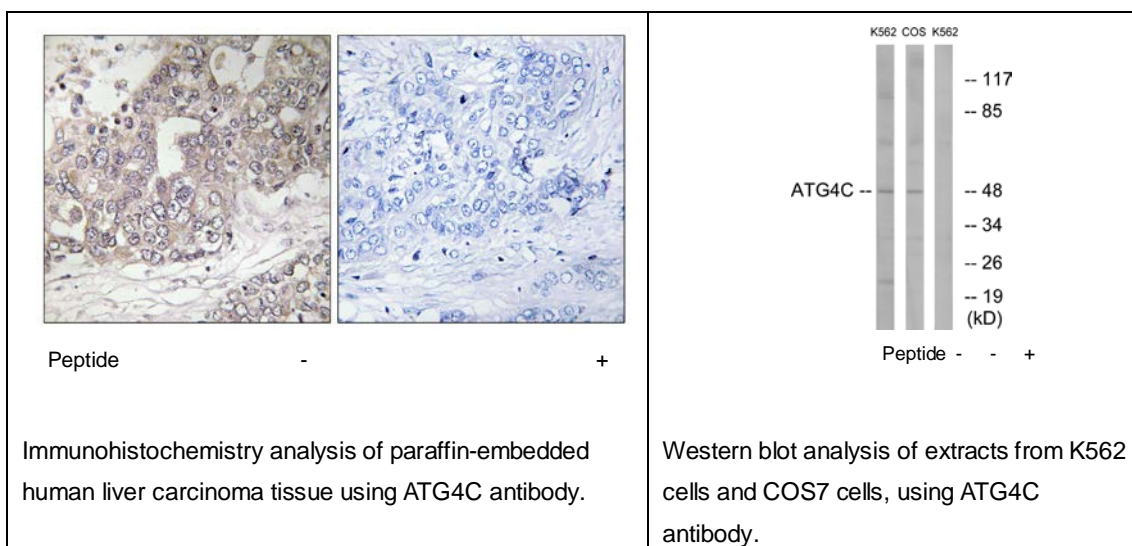 Peptide - +
Immunohistochemistry analysis of paraffin-embedded
human liver carcinoma tissue using ATG4C antibody.
K562 COS K562
-- 117
-- 85
ATG4C -- -- 48
-- 34
-- 26
-- 19
(kD)
Peptide - - +
Western blot analysis of extracts from K562
cells and COS7 cells, using ATG4C
antibody.